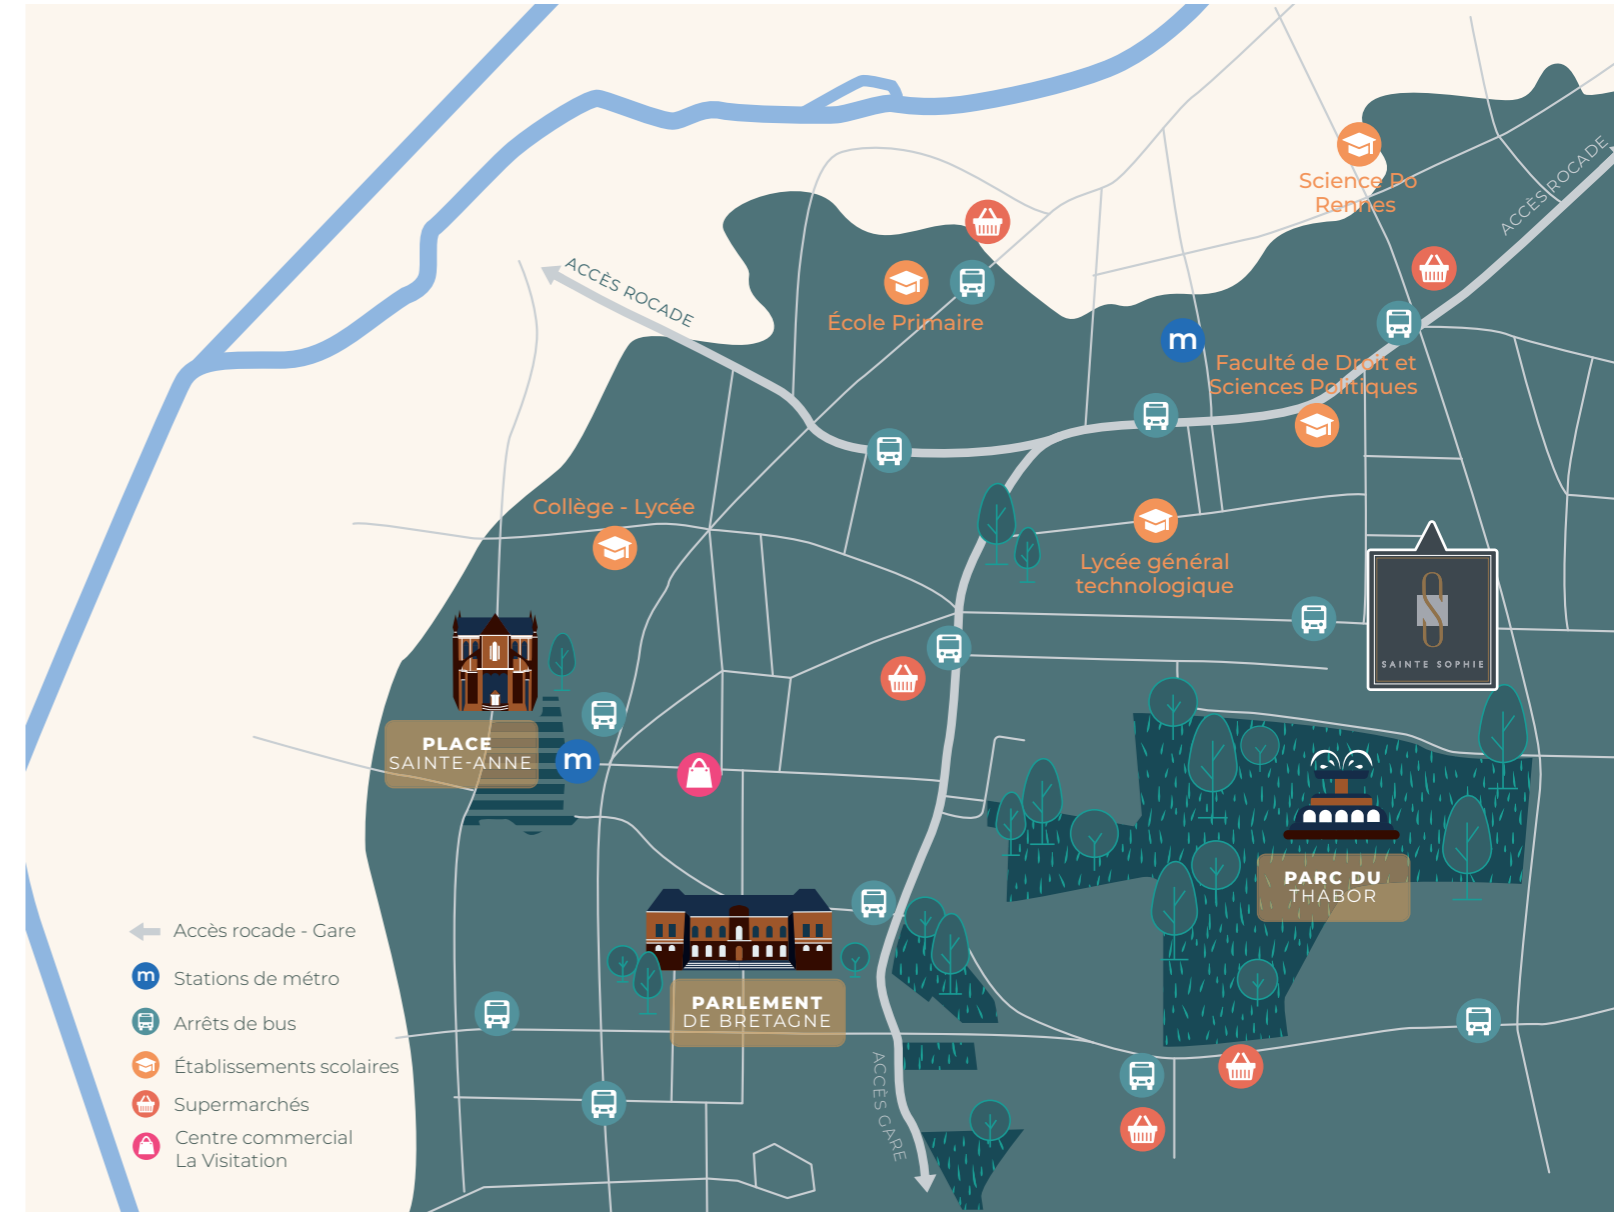 Science Po
Rennes
ACCÈS ROCADE
ACCÈS ROCADE
École Primaire
m
Faculté de Droit et
Sciences Politiques
Collège - Lycée
Lycée général
technologique
S
SAINTE SOPHIE
PLACE
SAINTE-ANNE
m
PARC DU
THABOR
PARLEMENT
DE BRETAGNE
ACCÈS GARE
Accès rocade - Gare
m
Stations de métro
Arrêts de bus
Établissements scolaires
Supermarchés
Centre commercial
La Visitation